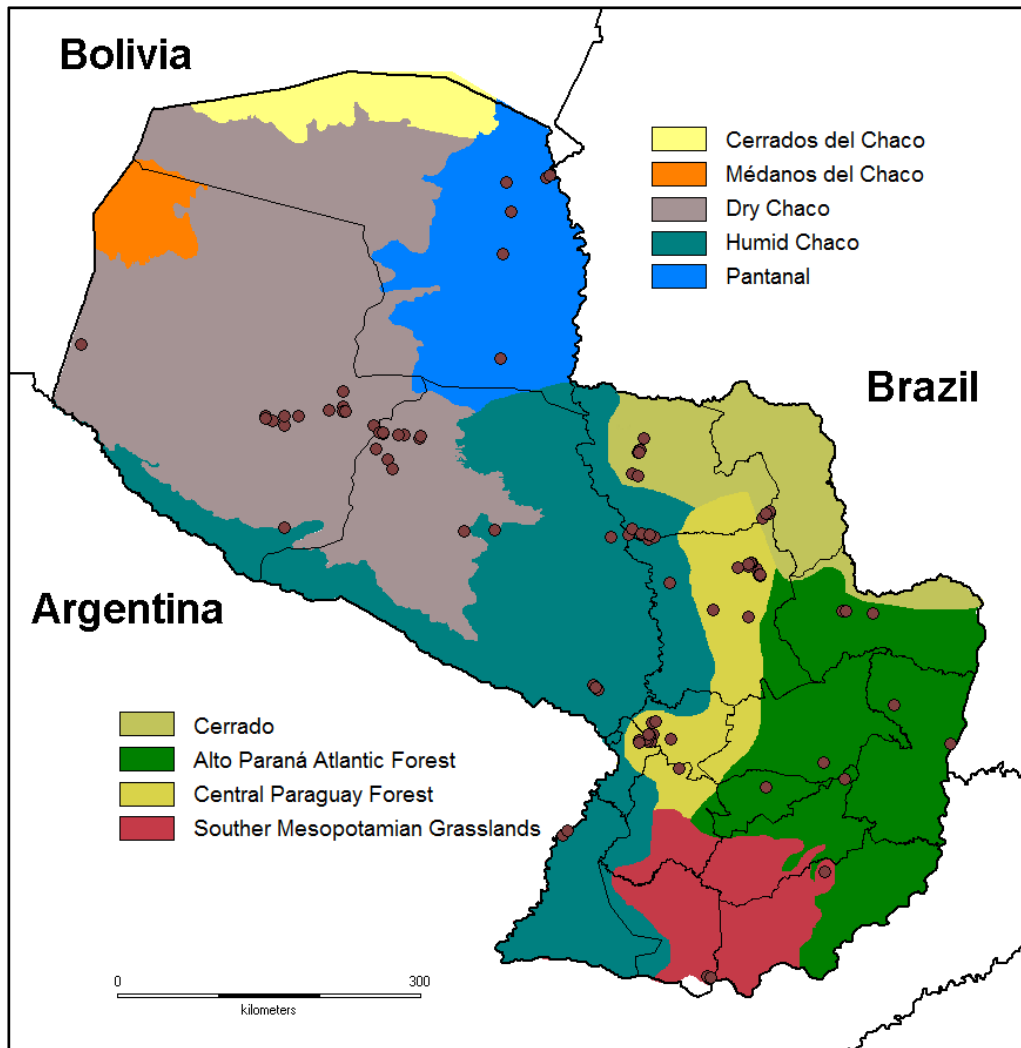 Bolivia
Cerrados del Chaco
Médanos del Chaco
Dry Chaco
Humid Chaco
Pantanal
Brazil
Argentina
Cerrado
Alto Paraná Atlantic Forest
Central Paraguay Forest
Souther Mesopotamian Grasslands
0 300
kilometers